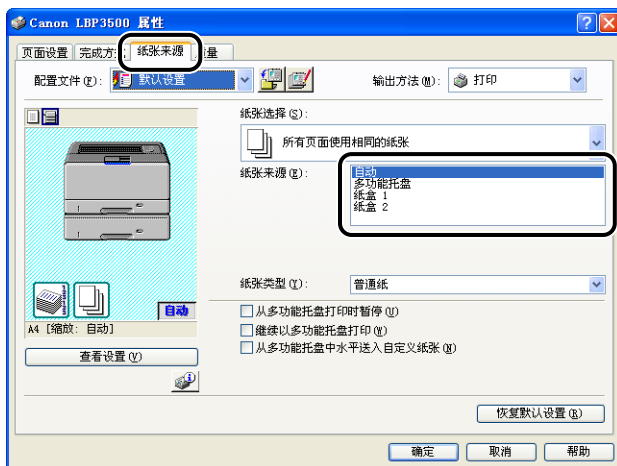 Canon LBP3500 属性
页面设置 完成方 纸张来源 量
配置文件(F): 默认设置 输出方法(M): 打印
纸张选择(S):
所有页面使用相同的纸张
纸张来源(E):
自动
多功能托盘
纸盒 1
纸盒 2
纸张类型(Y): 普通纸
自动
A4 [缩放: 自动]
从多功能托盘打印时暂停(U)
继续以多功能托盘打印(W)
从多功能托盘中水平送入自定义纸张(N)
查看设置(V)
恢复默认设置(R)
确定 取消 帮助